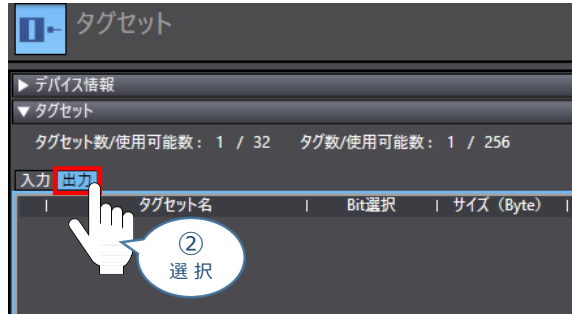 タグセット
▶ デバイス情報
▼ タグセット
タグセット数/使用可能数： 1 / 32 タグ数/使用可能数： 1 / 256
入力 出力
| タグセット名 | Bit選択 | サイズ（Byte） |
②
選 択